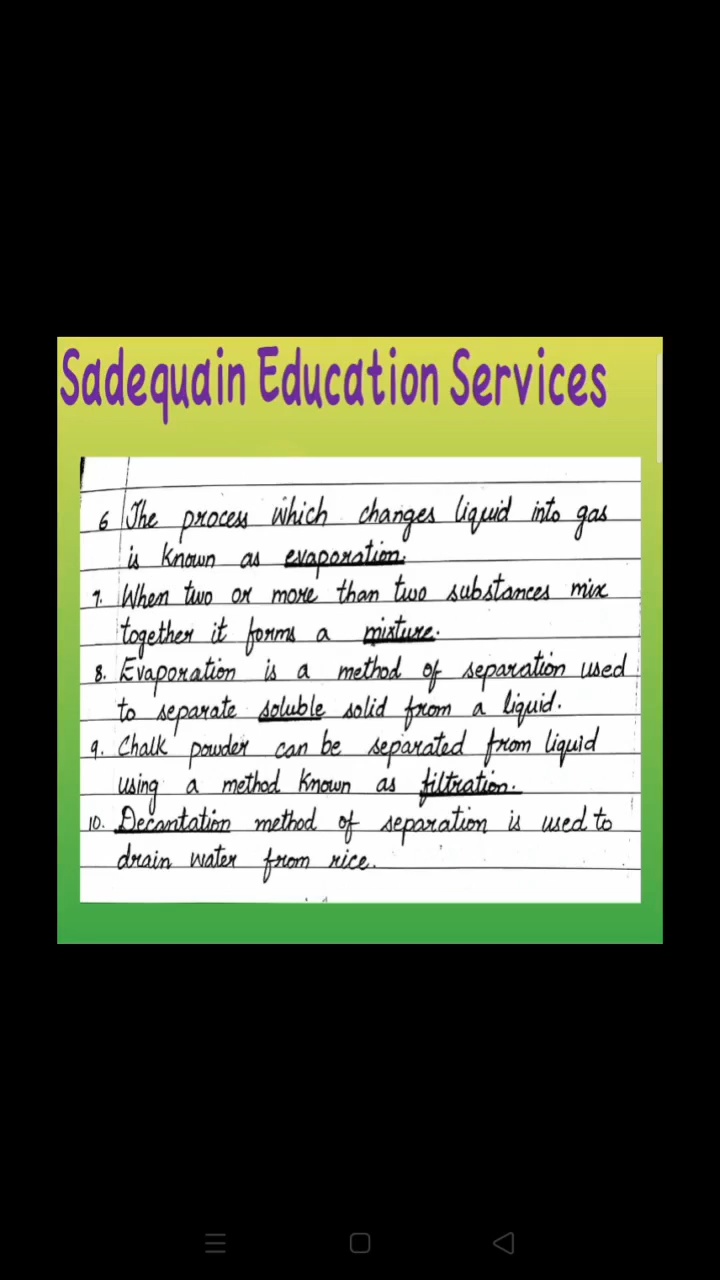 Sadequain Education Services
6 The process which changes liquid into gas
is known as evaporation.
7. When two or more than two substances mix
together it forms a mixture.
8. Evaporation is a method of separation used
to separate soluble solid from a liquid.
9. Chalk powder can be separated from liquid
using a method known as filtration.
10. Decantation method of separation is used to
drain water from rice.